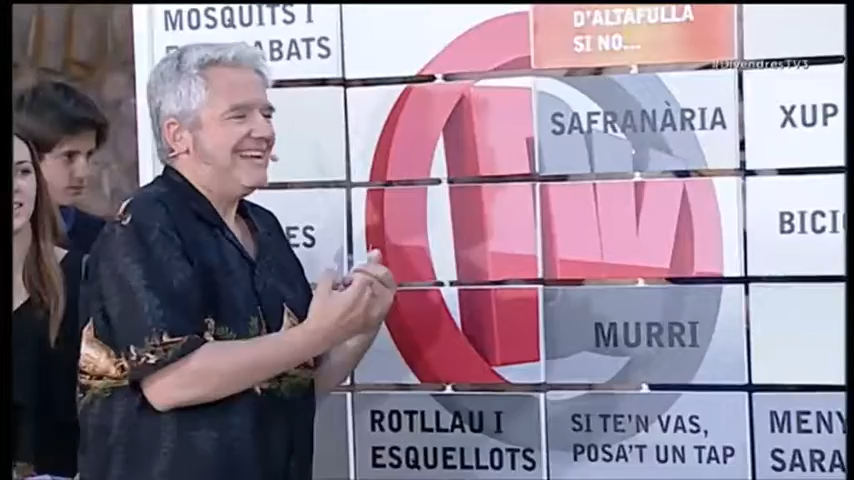 MOSQUITS I
D'ALTAFULLA
SI NO...
#DivendresTV3
SAFRANÀRIA
XUP
BICI
MURRI
ROTLLAU I
ESQUELLOTS
SI TE'N VAS,
POSA'T UN TAP
MENY
SARA